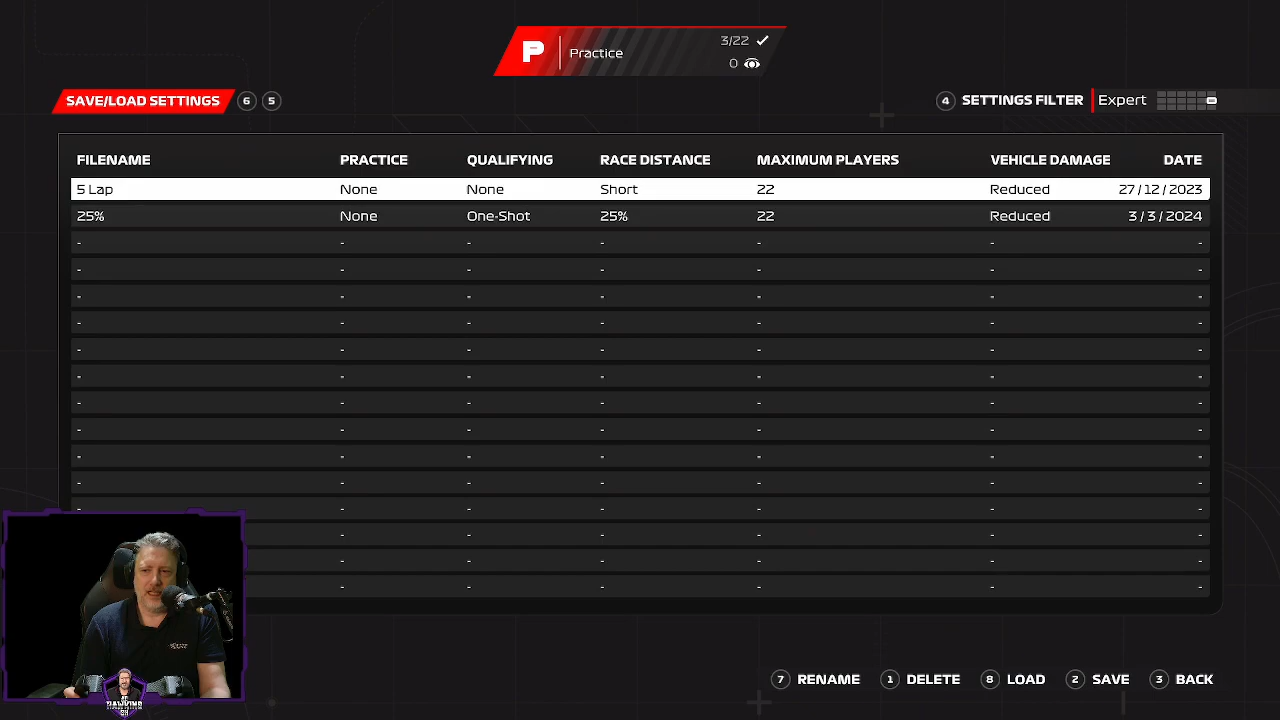 P Practice 3/22
0
SAVE/LOAD SETTINGS 6 5
4 SETTINGS FILTER Expert
FILENAME PRACTICE QUALIFYING RACE DISTANCE MAXIMUM PLAYERS VEHICLE DAMAGE DATE
5 Lap None None Short 22 Reduced 27/12/2023
25% None One-Shot 25% 22 Reduced 3/3/2024
- - - - - - -
- - - - - - -
- - - - - - -
- - - - - - -
- - - - - - -
- - - - - - -
- - - - - - -
- - - - - - -
- - - - - - -
- - - - - - -
- - - - - - -
- - - - - -
- - - - - -
- - - - - -
7 RENAME 1 DELETE 8 LOAD 2 SAVE 3 BACK